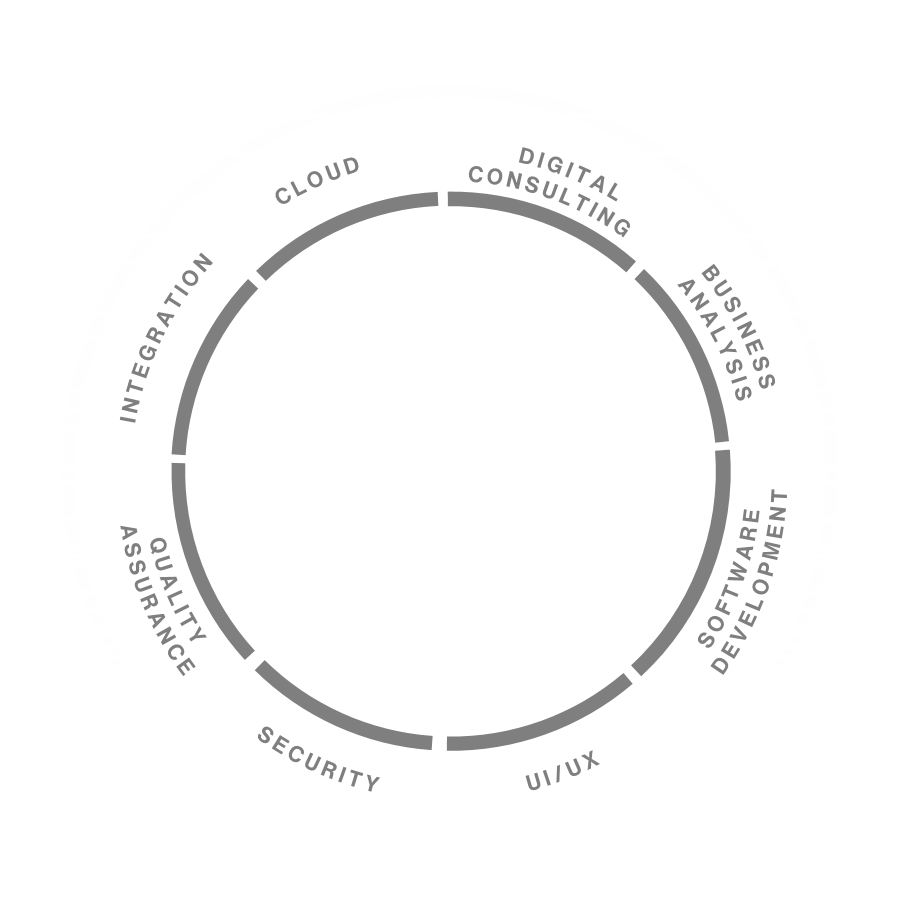 DIGITAL
CONSULTING
BUSINESS
ANALYSIS
SOFTWARE
DEVELOPMENT
UI/UX
SECURITY
QUALITY
ASSURANCE
INTEGRATION
CLOUD